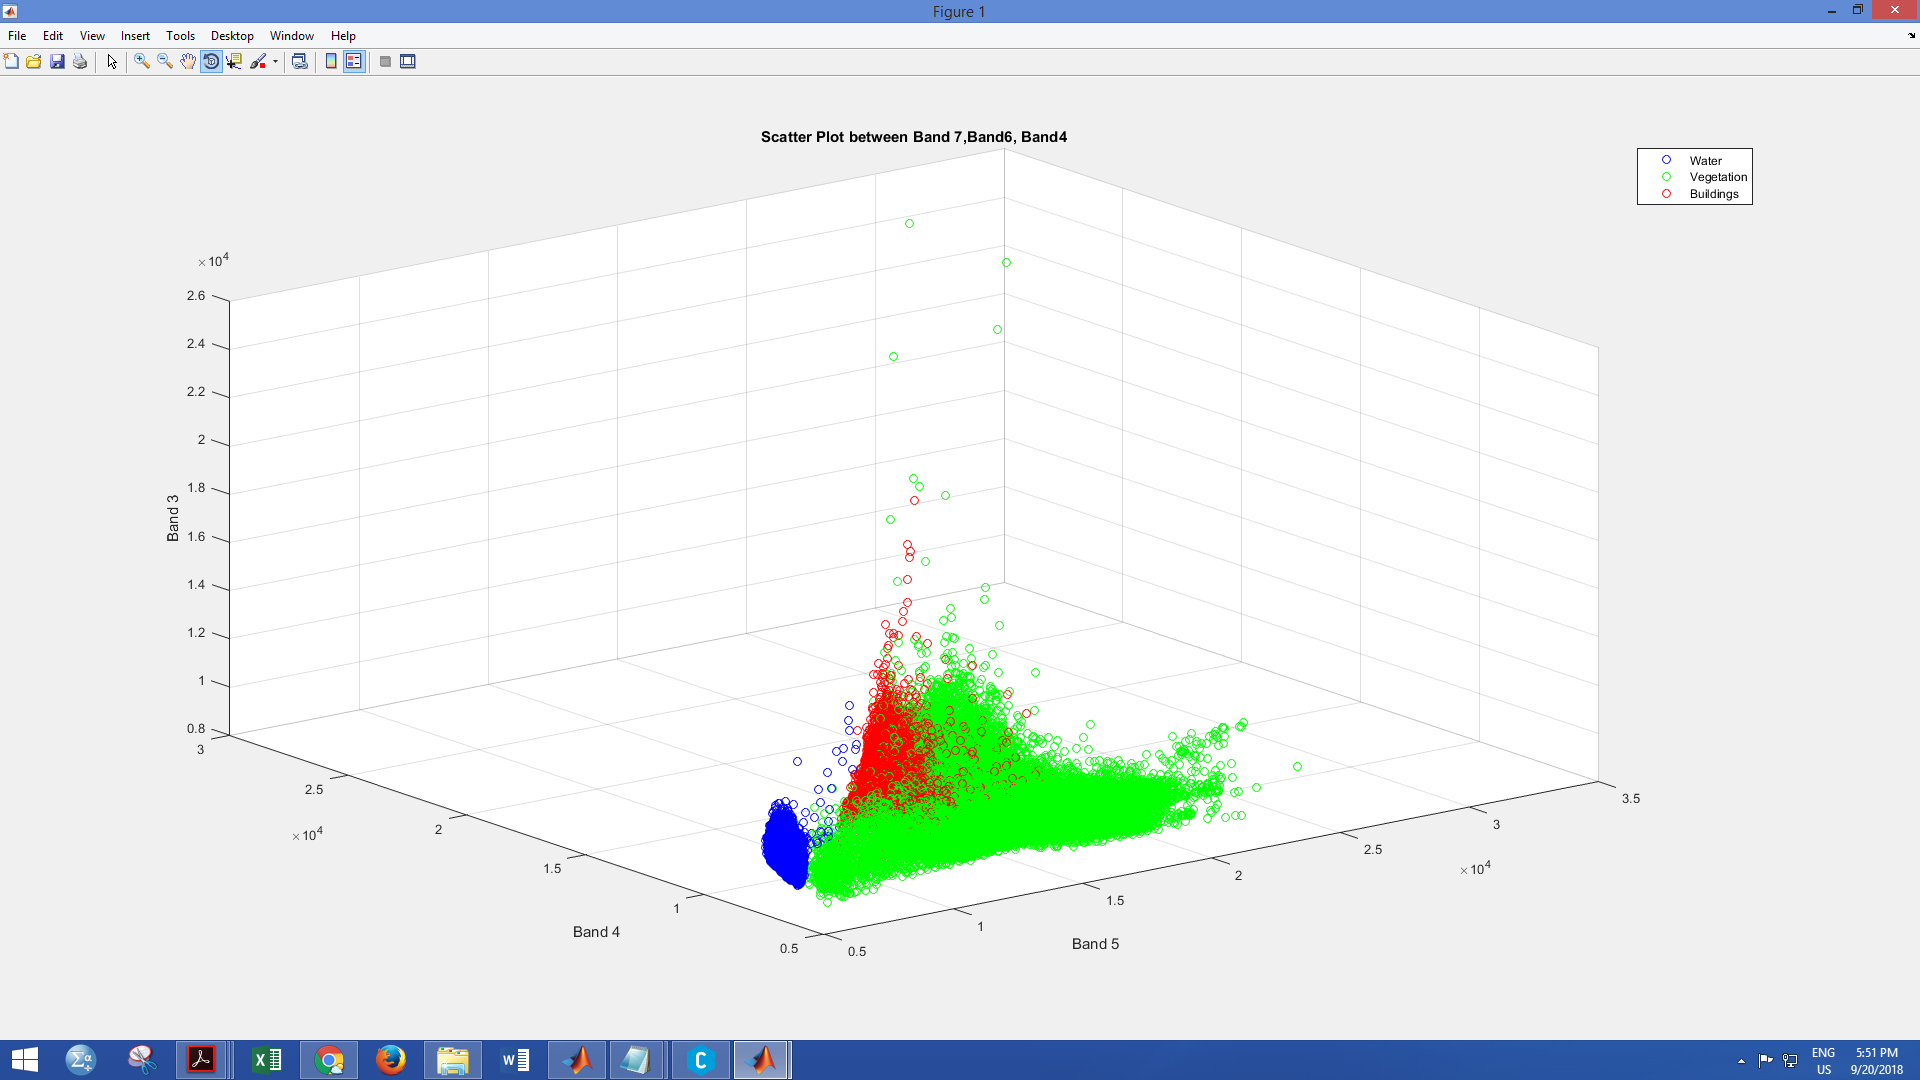 Figure 1
File Edit View Insert Tools Desktop Window Help
Scatter Plot between Band 7,Band6, Band4
Water
Vegetation
Buildings
×10^4
2.6
2.4
2.2
2
1.8
1.6
1.4
1.2
1
0.8
Band 3
3
2.5
2
1.5
1
0.5
×10^4
Band 4
0.5
1
1.5
2
2.5
3
3.5
×10^4
Band 5
Σα
X
W
C
ENG
US
5:51 PM
9/20/2018